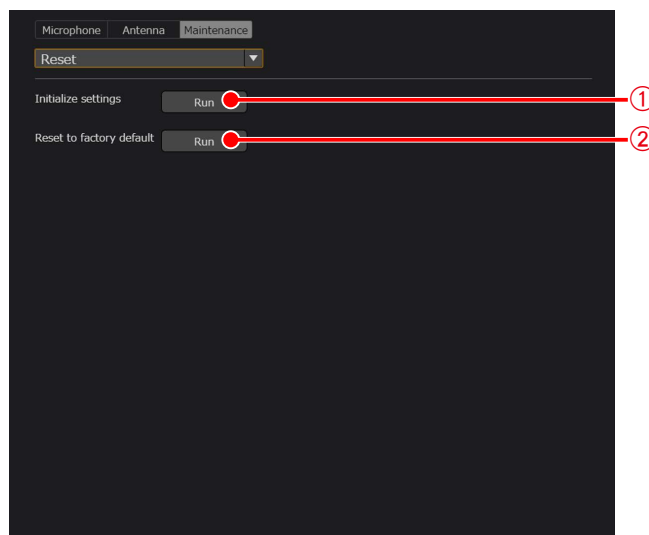 Microphone Antenna Maintenance
Reset
Initialize settings Run ①
Reset to factory default Run ②